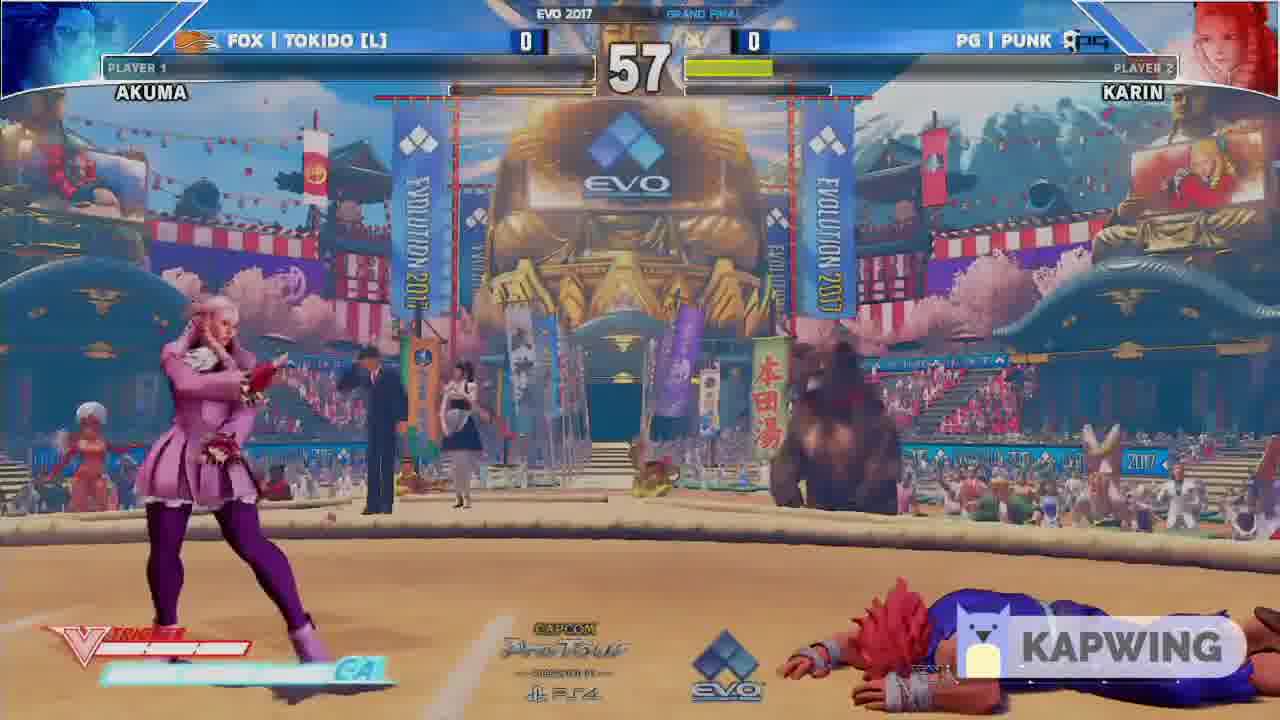 EVO 2017 GRAND FINAL
FOX | TOKIDO [L] 0 57 0 PG | PUNK
PLAYER 1 PLAYER 2
AKUMA KARIN
EVO
EVOLUTION 2017
EVOLUTION 2017
本田湯
2017
TRIGGER
CA
CAPCOM
Pro Tour
PS4
EVO
KAPWING